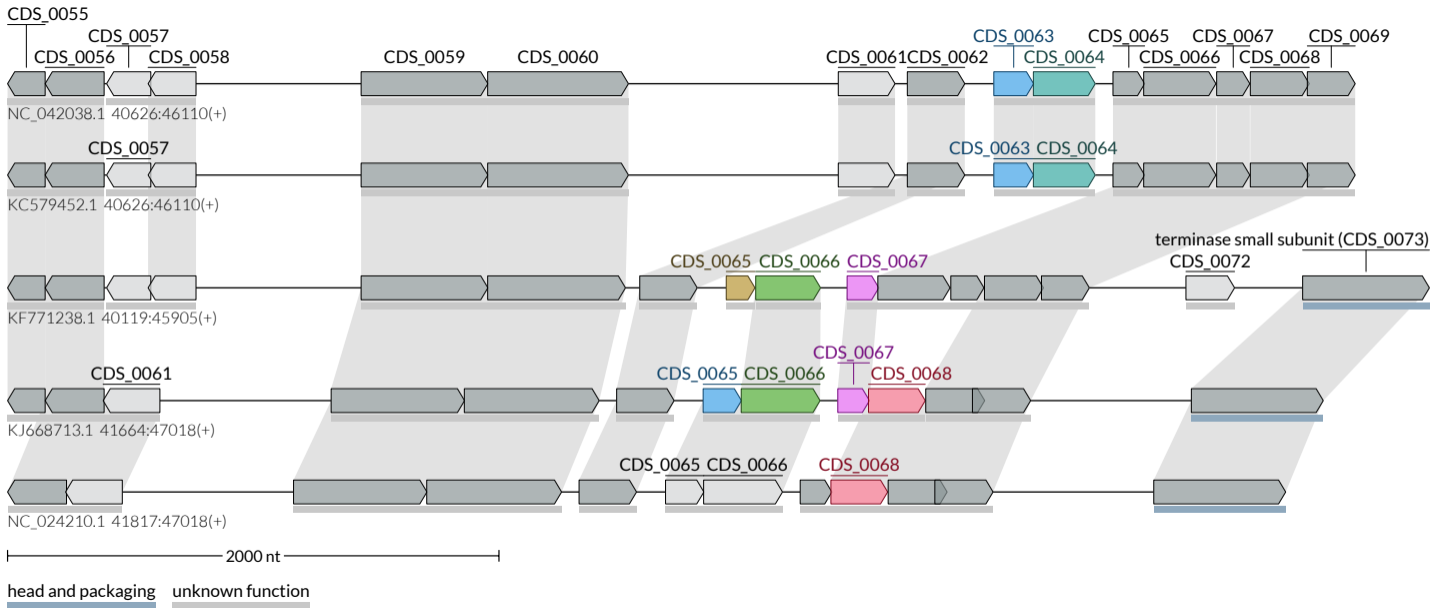 CDS_0055
CDS_0057 CDS_0063 CDS_0065 CDS_0067 CDS_0069
CDS_0056 CDS_0058 CDS_0059 CDS_0060 CDS_0061 CDS_0062 CDS_0064 CDS_0066 CDS_0068
NC_042038.1 40626:46110(+)
CDS_0057 CDS_0063 CDS_0064
KC579452.1 40626:46110(+)
terminase small subunit (CDS_0073)
CDS_0065 CDS_0066 CDS_0067 CDS_0072
KF771238.1 40119:45905(+)
CDS_0067
CDS_0061 CDS_0065 CDS_0066 CDS_0068
KJ668713.1 41664:47018(+)
CDS_0065 CDS_0066 CDS_0068
NC_024210.1 41817:47018(+)
2000 nt
head and packaging unknown function